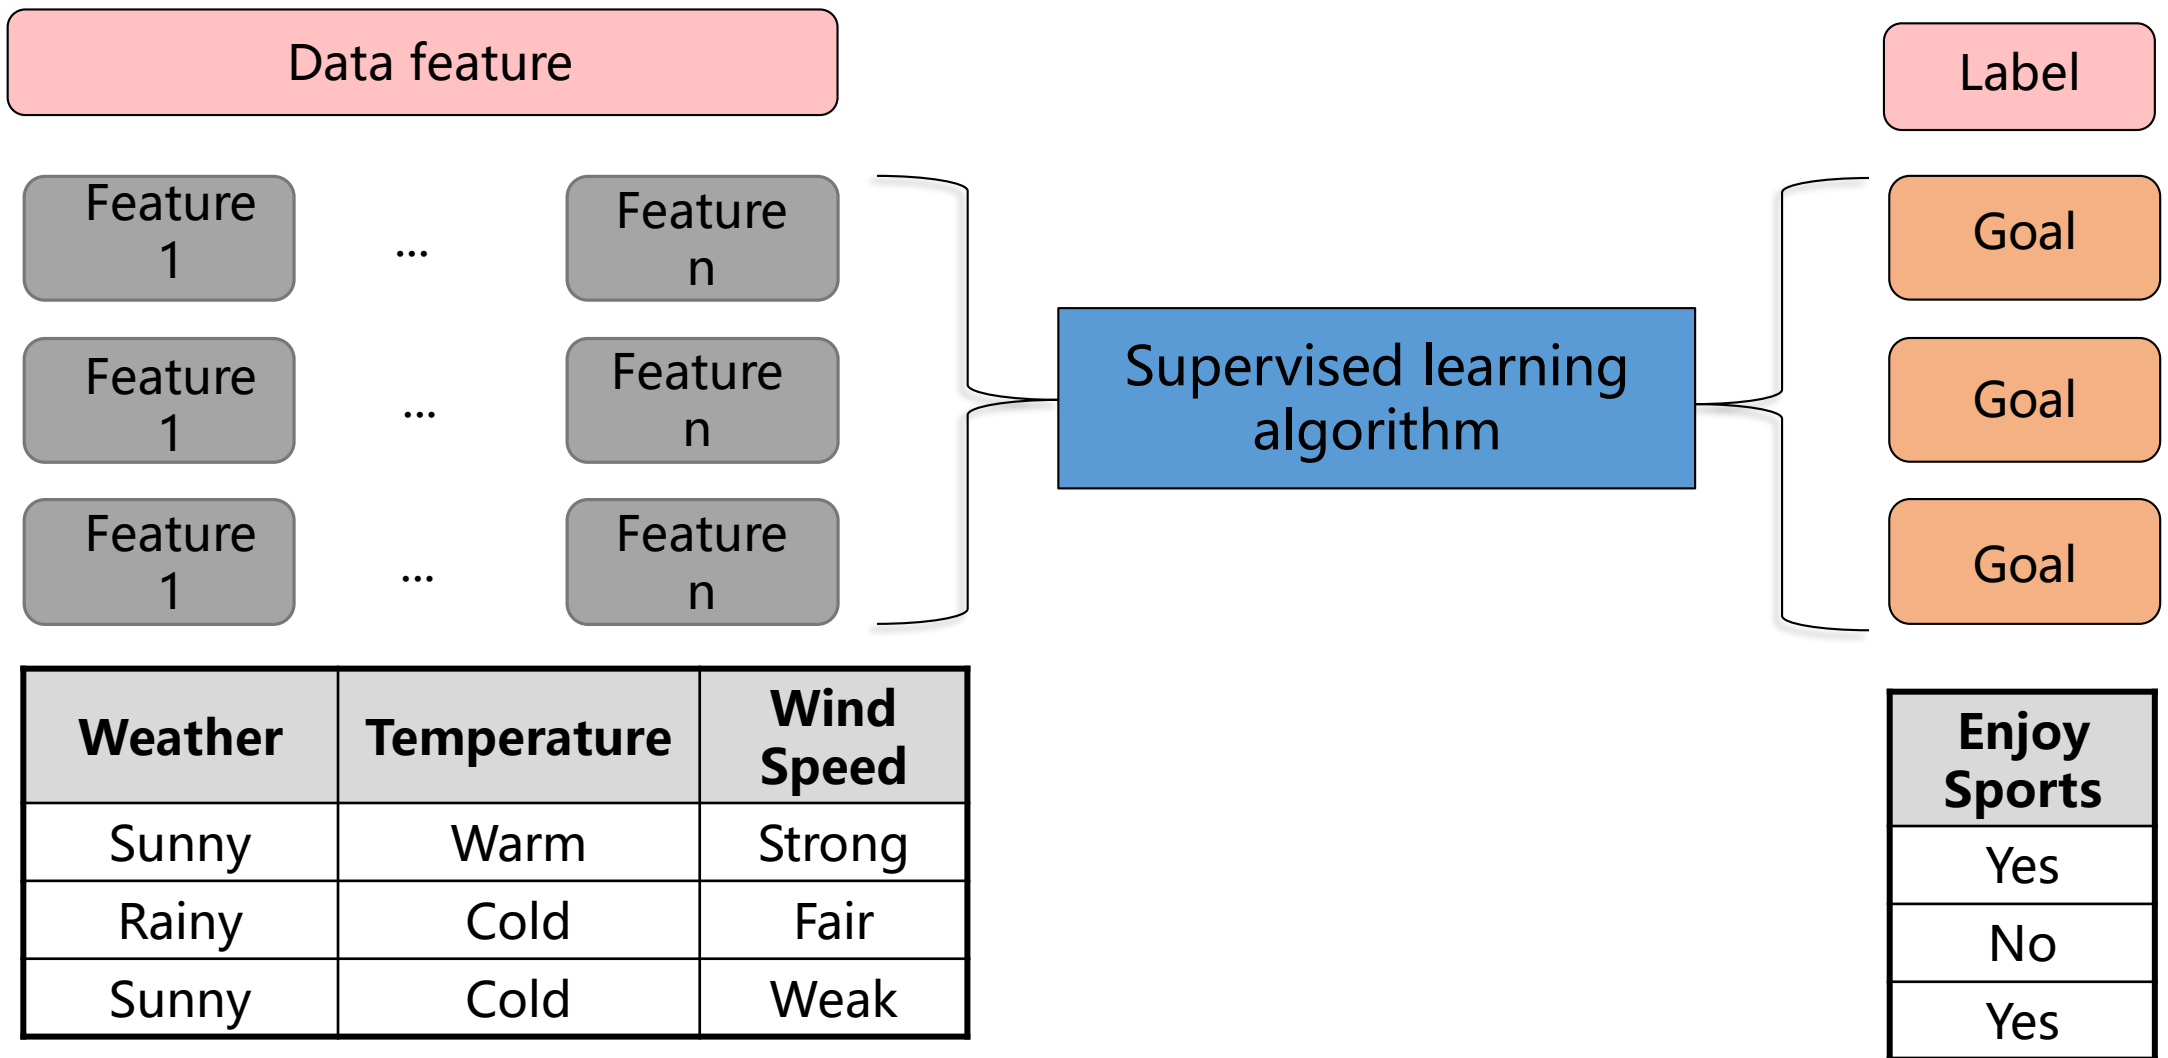 Data feature
Label
Feature
1
...
Feature
n
Goal
Feature
1
...
Feature
n
Goal
Feature
1
...
Feature
n
Goal
Supervised learning
algorithm
Weather
Temperature
Wind
Speed
Enjoy
Sports
Sunny
Warm
Strong
Yes
Rainy
Cold
Fair
No
Sunny
Cold
Weak
Yes